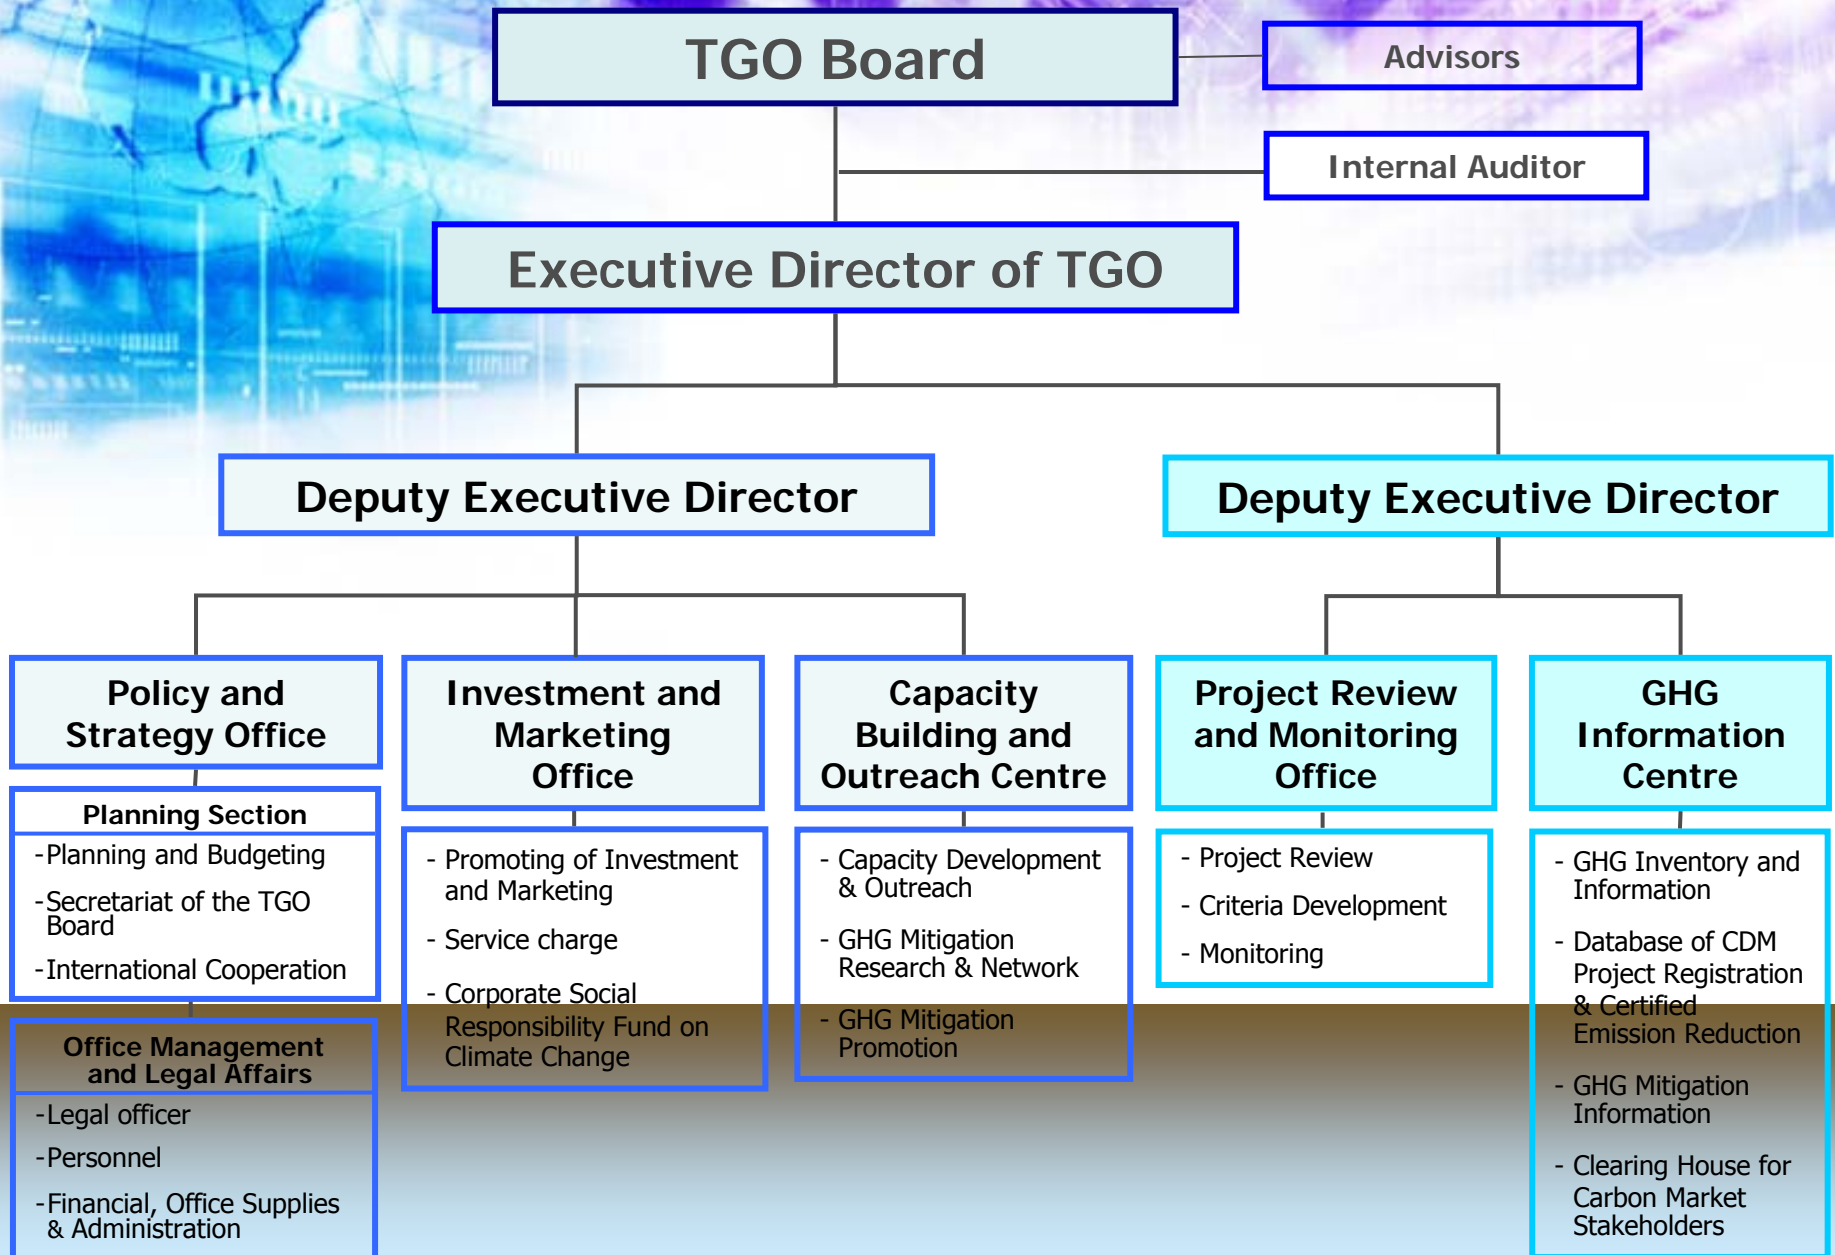 TGO Board
Advisors
Internal Auditor
Executive Director of TGO
Deputy Executive Director
Deputy Executive Director
Policy and
Strategy Office
Planning Section
-Planning and Budgeting
-Secretariat of the TGO
Board
-International Cooperation
Office Management
and Legal Affairs
-Legal officer
-Personnel
-Financial, Office Supplies
& Administration
Investment and
Marketing
Office
- Promoting of Investment
and Marketing
- Service charge
- Corporate Social
Responsibility Fund on
Climate Change
Capacity
Building and
Outreach Centre
- Capacity Development
& Outreach
- GHG Mitigation
Research & Network
- GHG Mitigation
Promotion
Project Review
and Monitoring
Office
- Project Review
- Criteria Development
- Monitoring
GHG
Information
Centre
- GHG Inventory and
Information
- Database of CDM
Project Registration
& Certified
Emission Reduction
- GHG Mitigation
Information
- Clearing House for
Carbon Market
Stakeholders